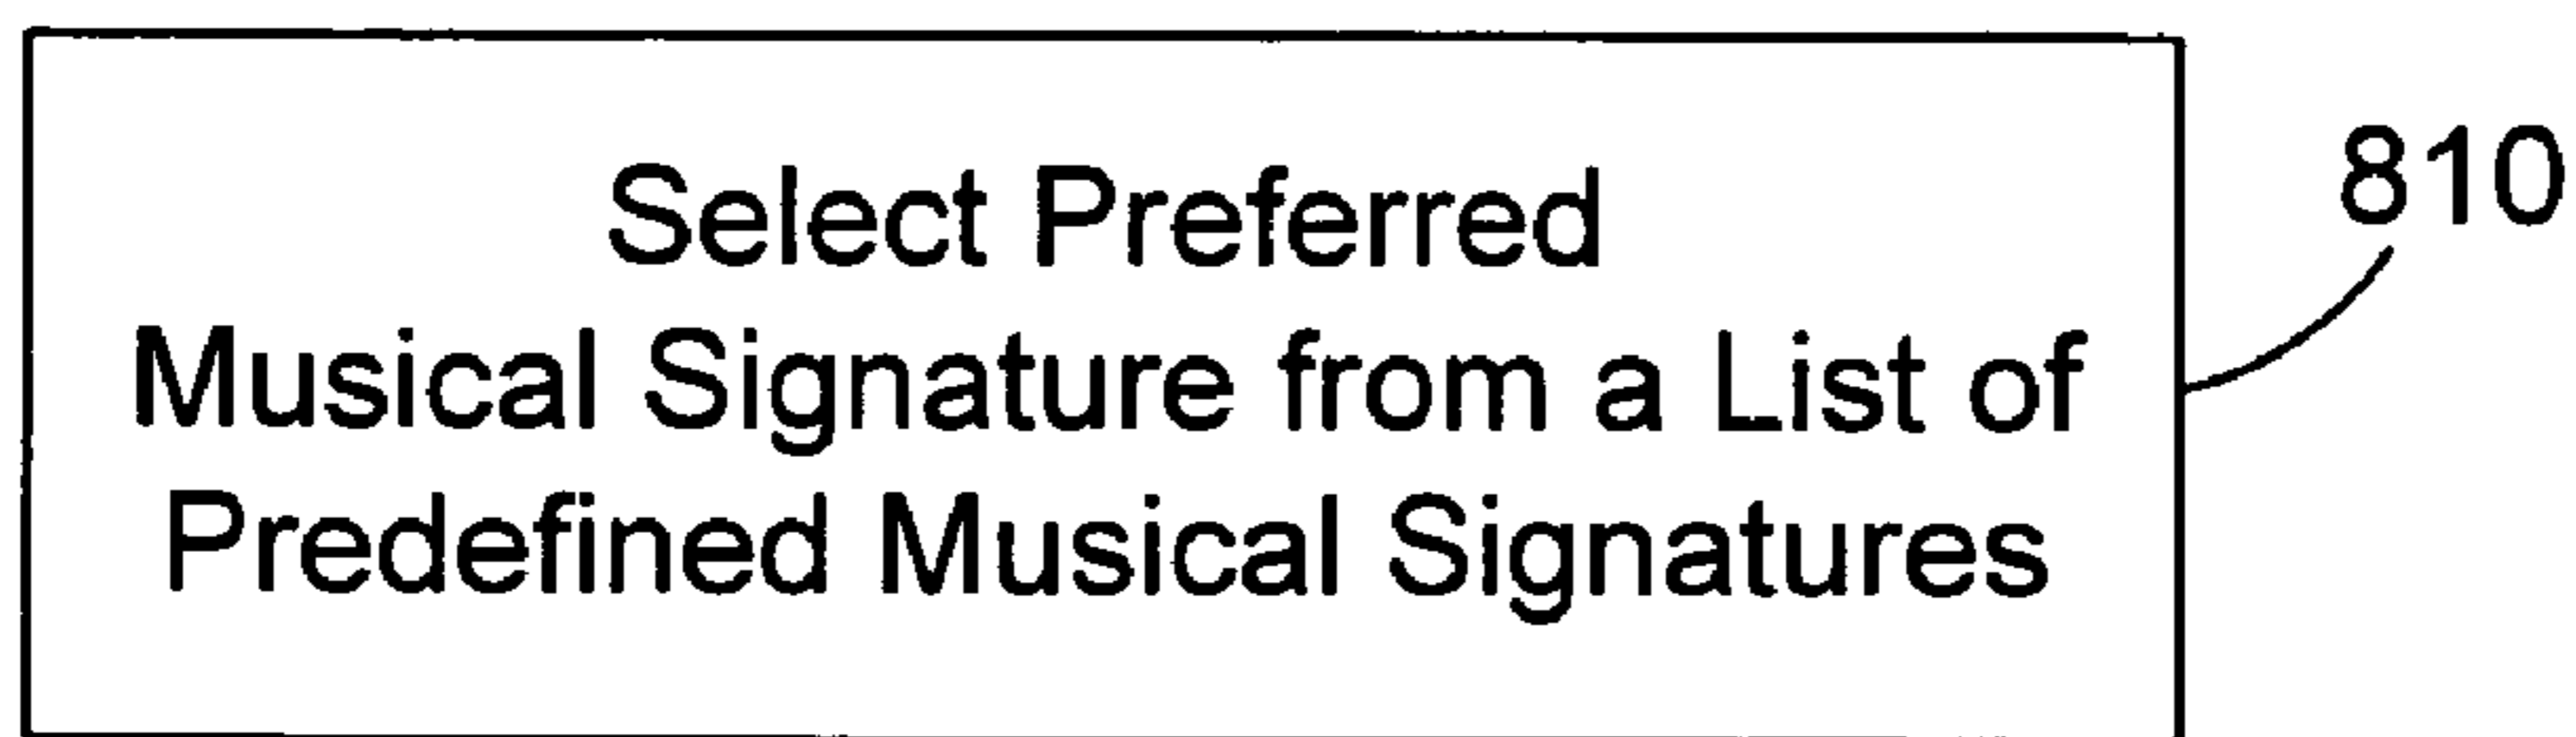 Select Preferred
Musical Signature from a List of
Predefined Musical Signatures
810